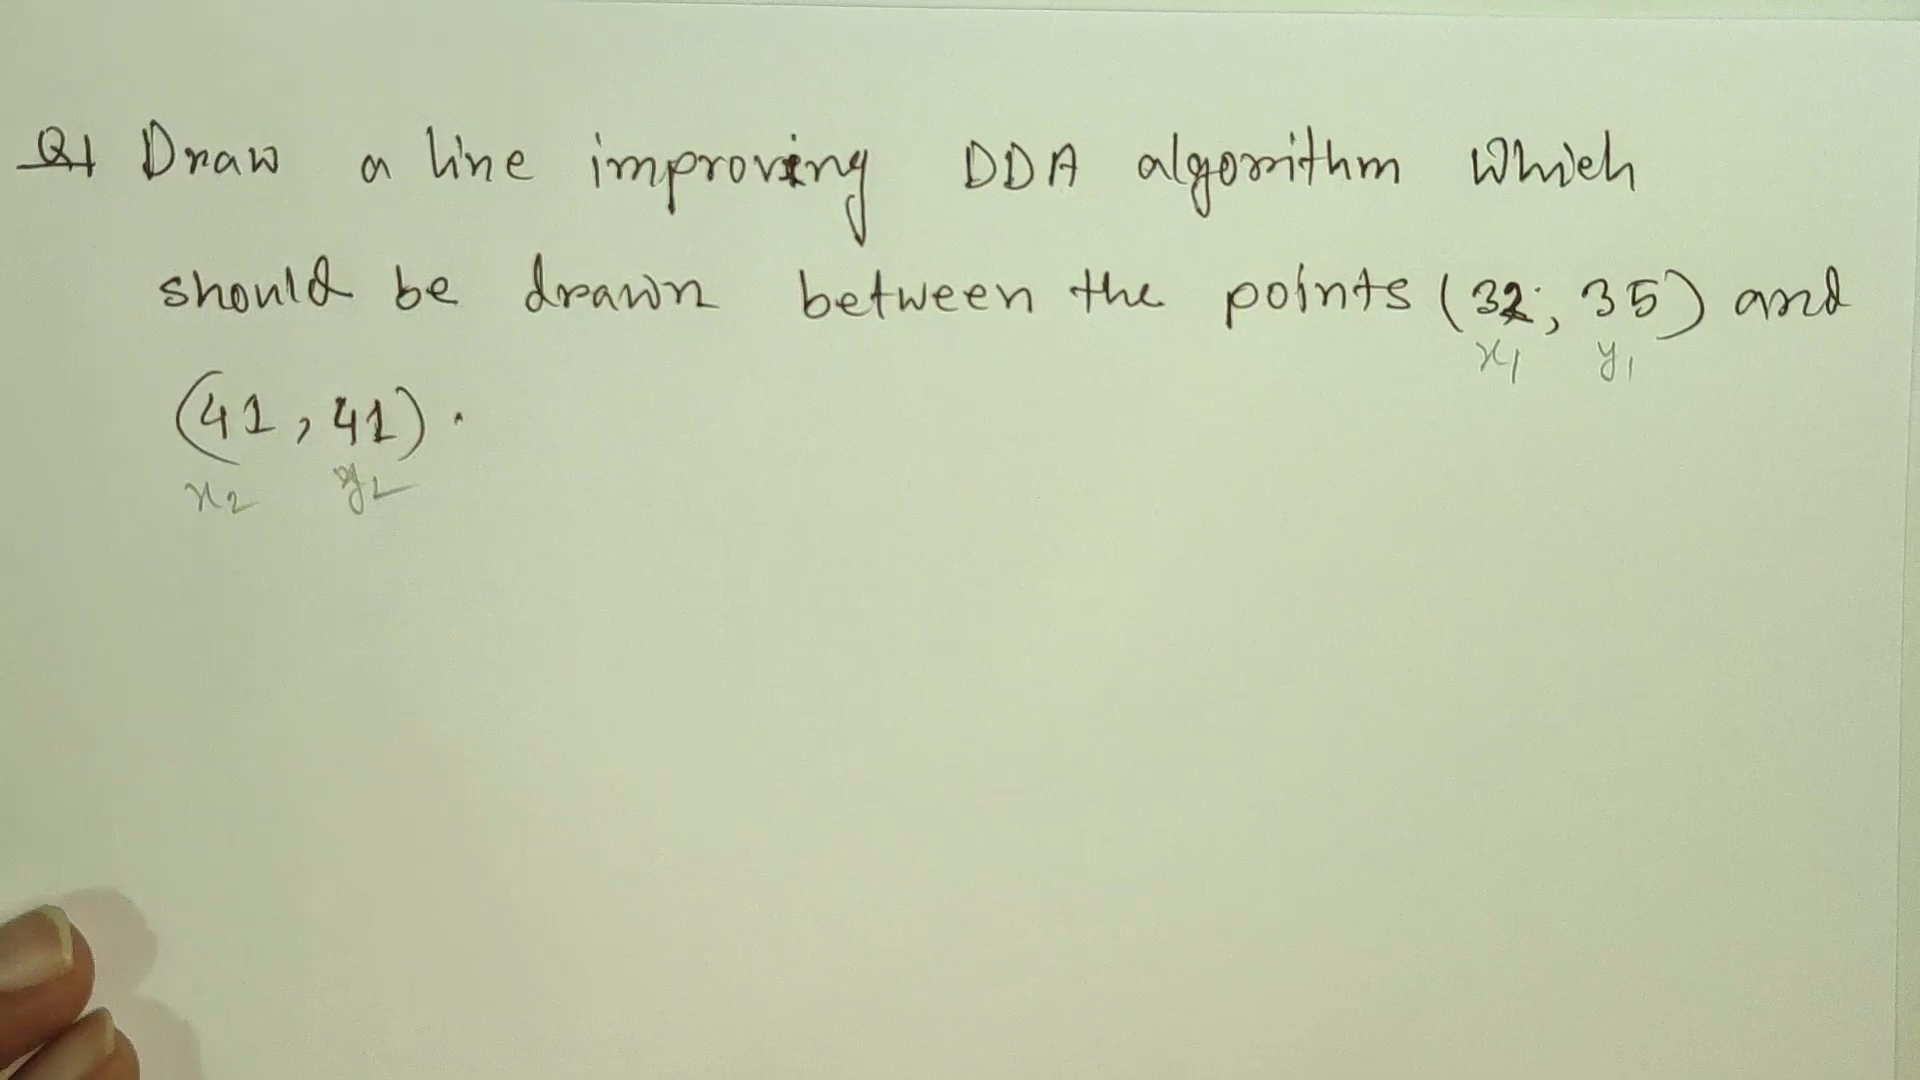 Q1 Draw a line improving DDA algorithm which
should be drawn between the points (32, 35) and
x1 y1
(41, 41).
x2 y2